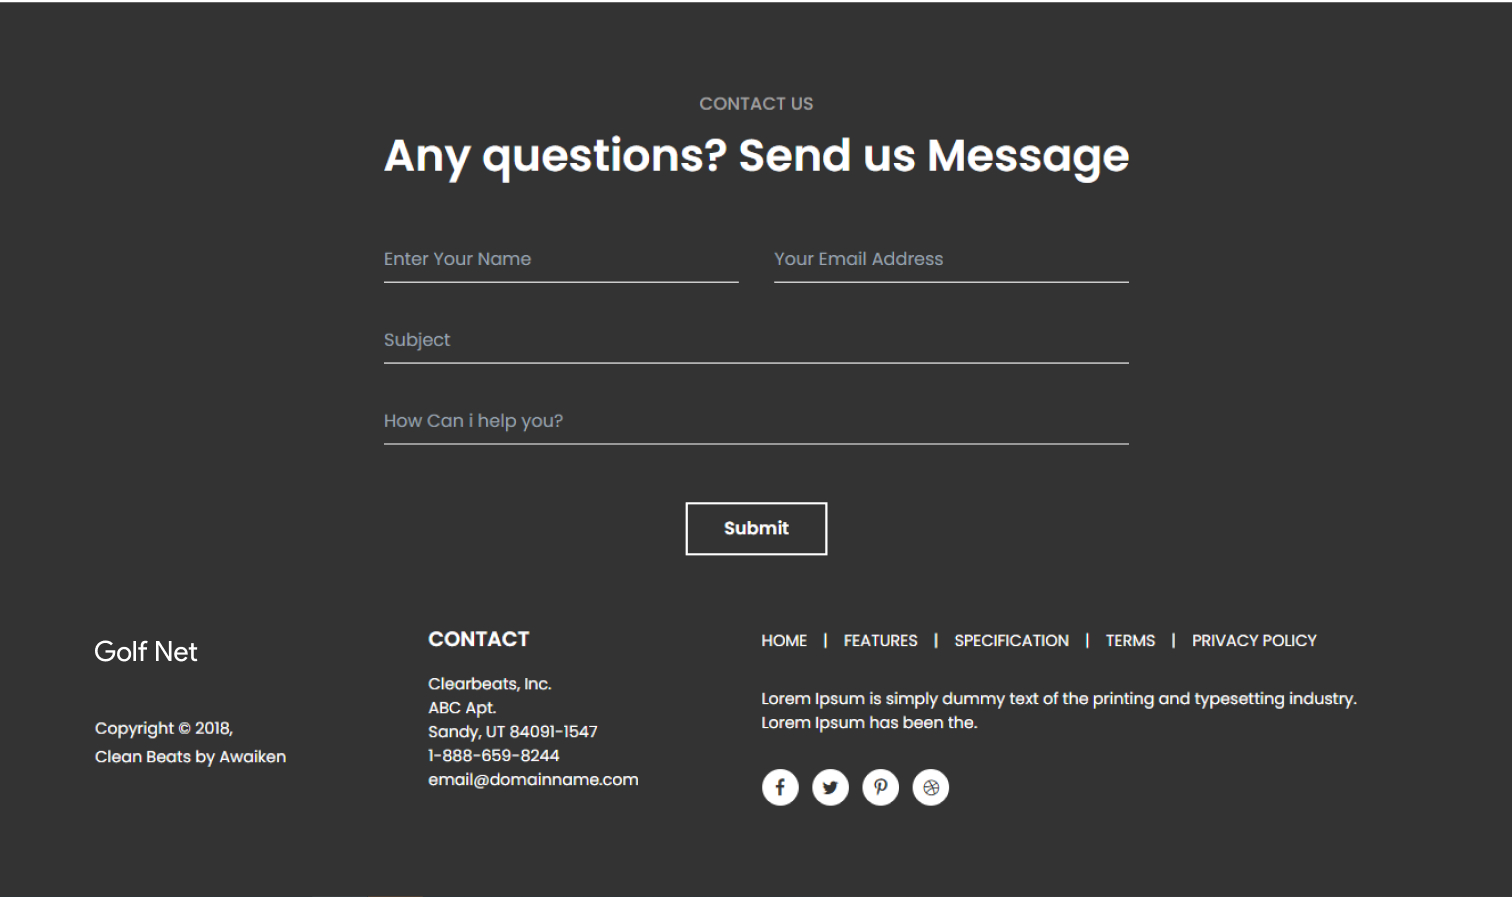 CONTACT US
Any questions? Send us Message
Enter Your Name
Your Email Address
Subject
How Can i help you?
Submit
Golf Net
Copyright © 2018,
Clean Beats by Awaiken
CONTACT
Clearbeats, Inc.
ABC Apt.
Sandy, UT 84091-1547
1-888-659-8244
email@domainname.com
HOME | FEATURES | SPECIFICATION | TERMS | PRIVACY POLICY
Lorem Ipsum is simply dummy text of the printing and typesetting industry.
Lorem Ipsum has been the.